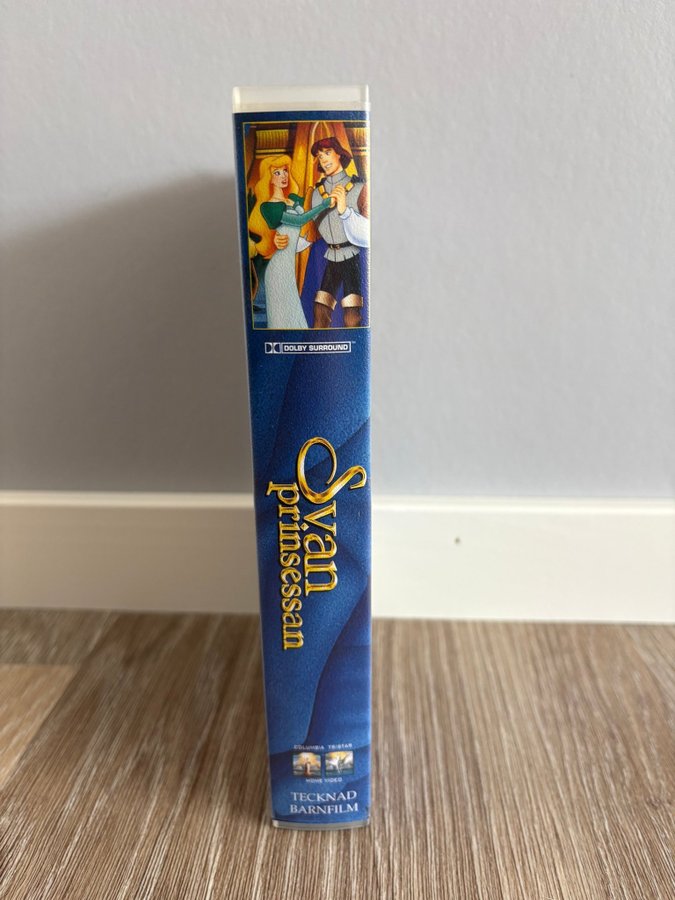 DOLBY SURROUND
Svan
prinsessan
COLUMBIA TRISTAR
HOME VIDEO
TECKNAD
BARNFILM